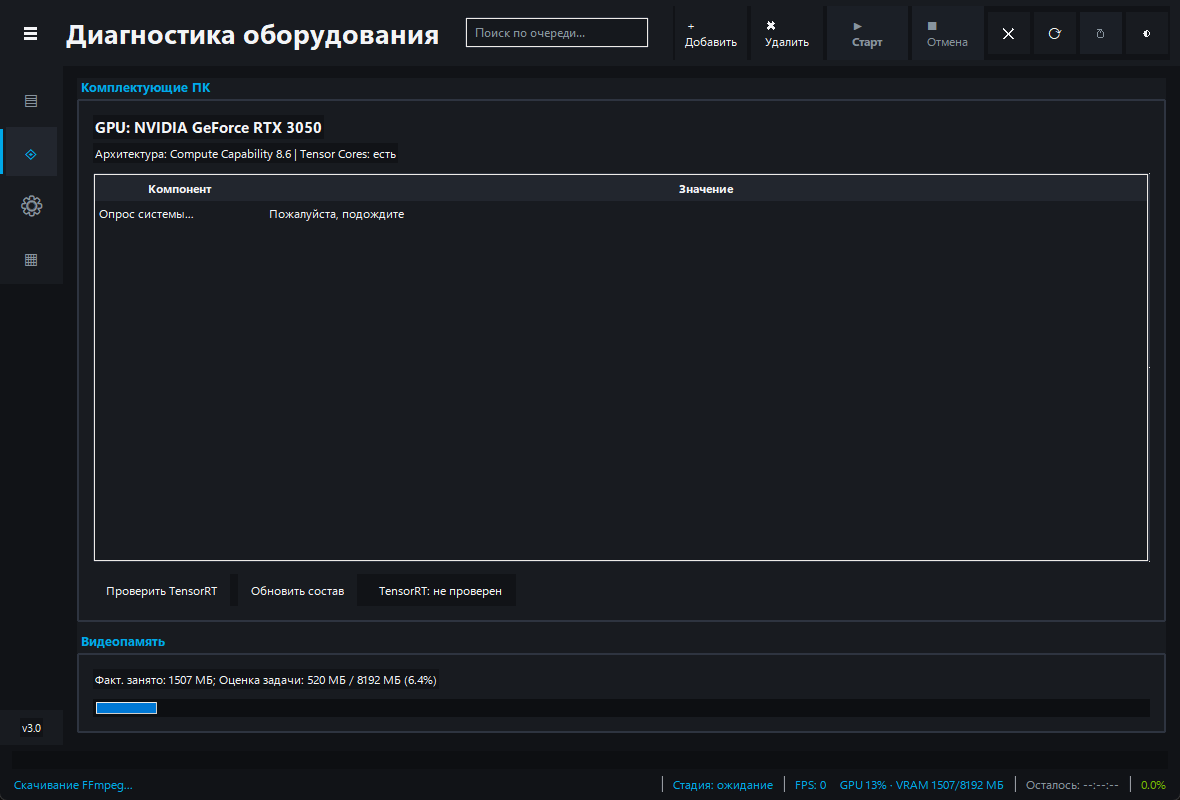 Диагностика оборудования
Поиск по очереди...
+
Добавить
✖
Удалить
▶
Старт
■
Отмена
Комплектующие ПК
GPU: NVIDIA GeForce RTX 3050
Архитектура: Compute Capability 8.6 | Tensor Cores: есть
Компонент Значение
Опрос системы... Пожалуйста, подождите
Проверить TensorRT Обновить состав TensorRT: не проверен
Видеопамять
Факт. занято: 1507 МБ; Оценка задачи: 520 МБ / 8192 МБ (6.4%)
v3.0
Скачивание FFmpeg... Стадия: ожидание FPS: 0 GPU 13% · VRAM 1507/8192 МБ Осталось: --:--:-- 0.0%